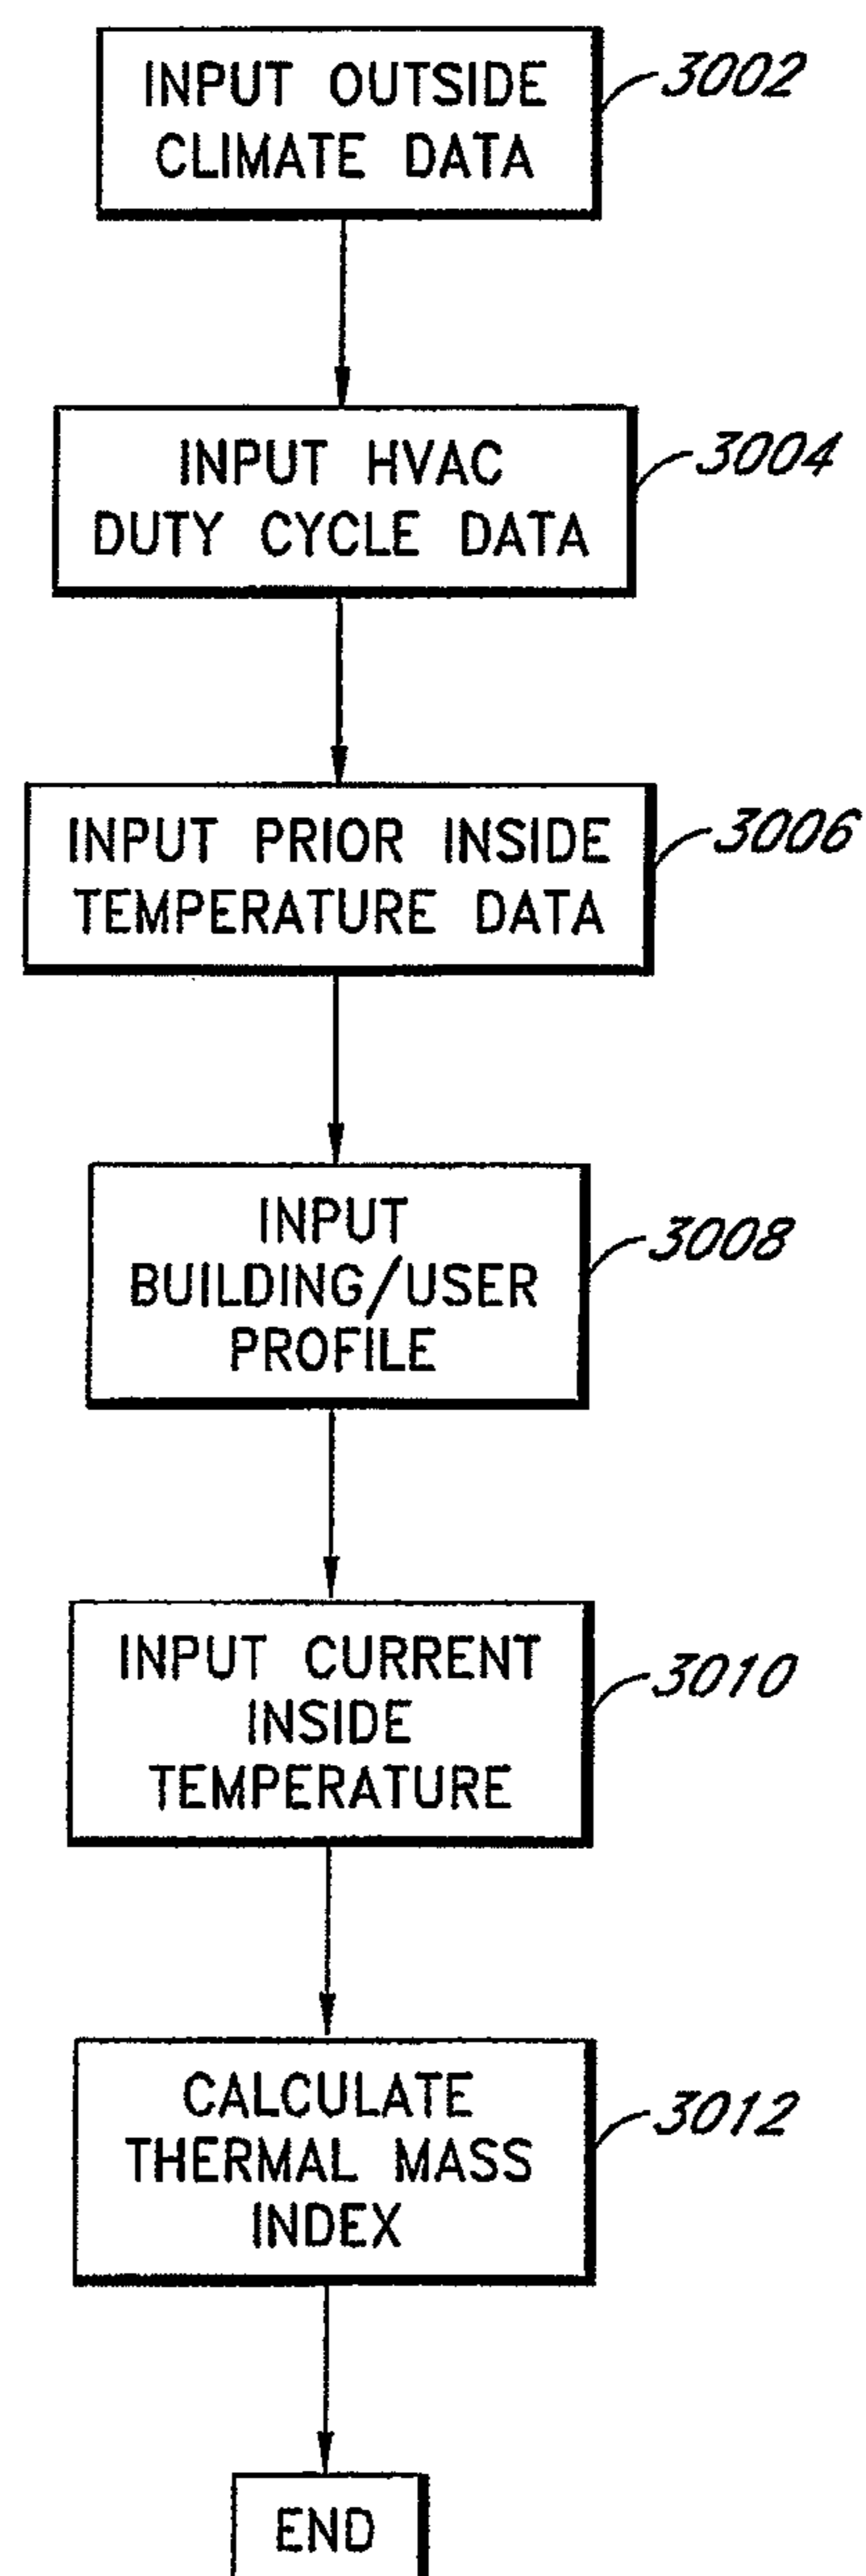 INPUT OUTSIDE
CLIMATE DATA
3002
INPUT HVAC
DUTY CYCLE DATA
3004
INPUT PRIOR INSIDE
TEMPERATURE DATA
3006
INPUT
BUILDING/USER
PROFILE
3008
INPUT CURRENT
INSIDE
TEMPERATURE
3010
CALCULATE
THERMAL MASS
INDEX
3012
END